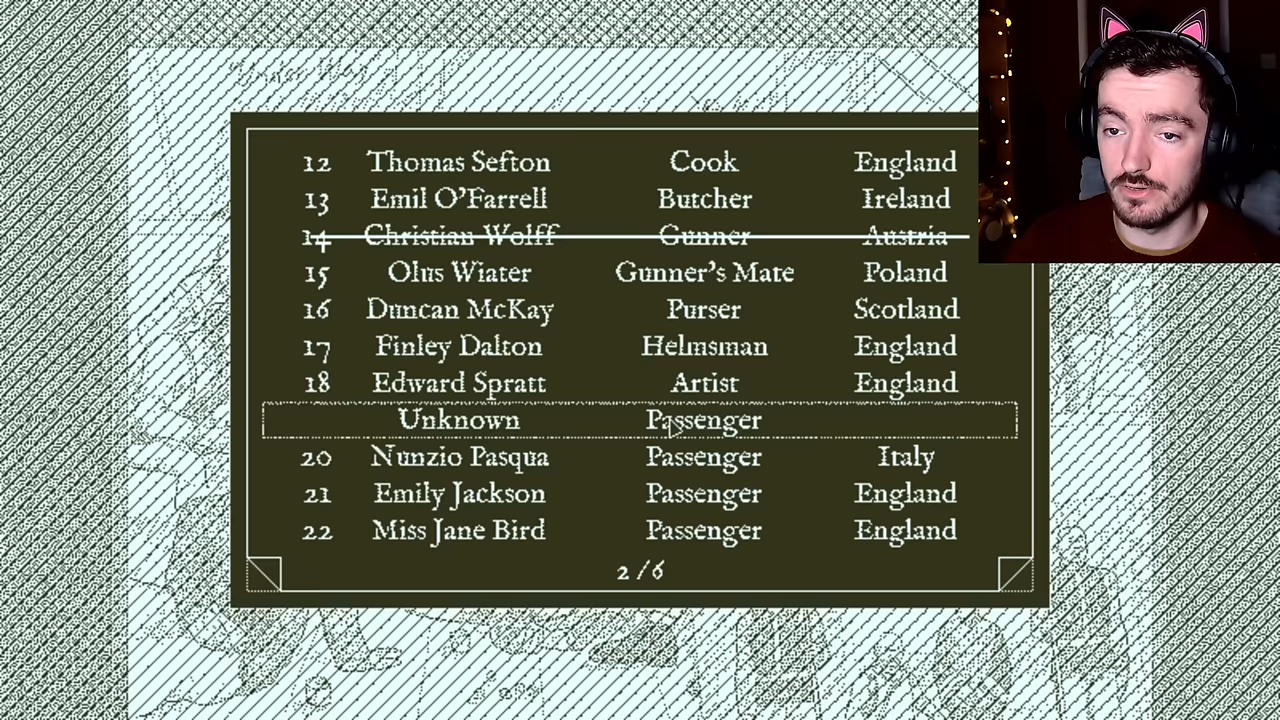 12 Thomas Sefton Cook England
13 Emil O'Farrell Butcher Ireland
14 Christian Wolff Gunner Austria
15 Olus Wiater Gunner's Mate Poland
16 Duncan McKay Purser Scotland
17 Finley Dalton Helmsman England
18 Edward Spratt Artist England
Unknown Passenger
20 Nunzio Pasqua Passenger Italy
21 Emily Jackson Passenger England
22 Miss Jane Bird Passenger England
2/6